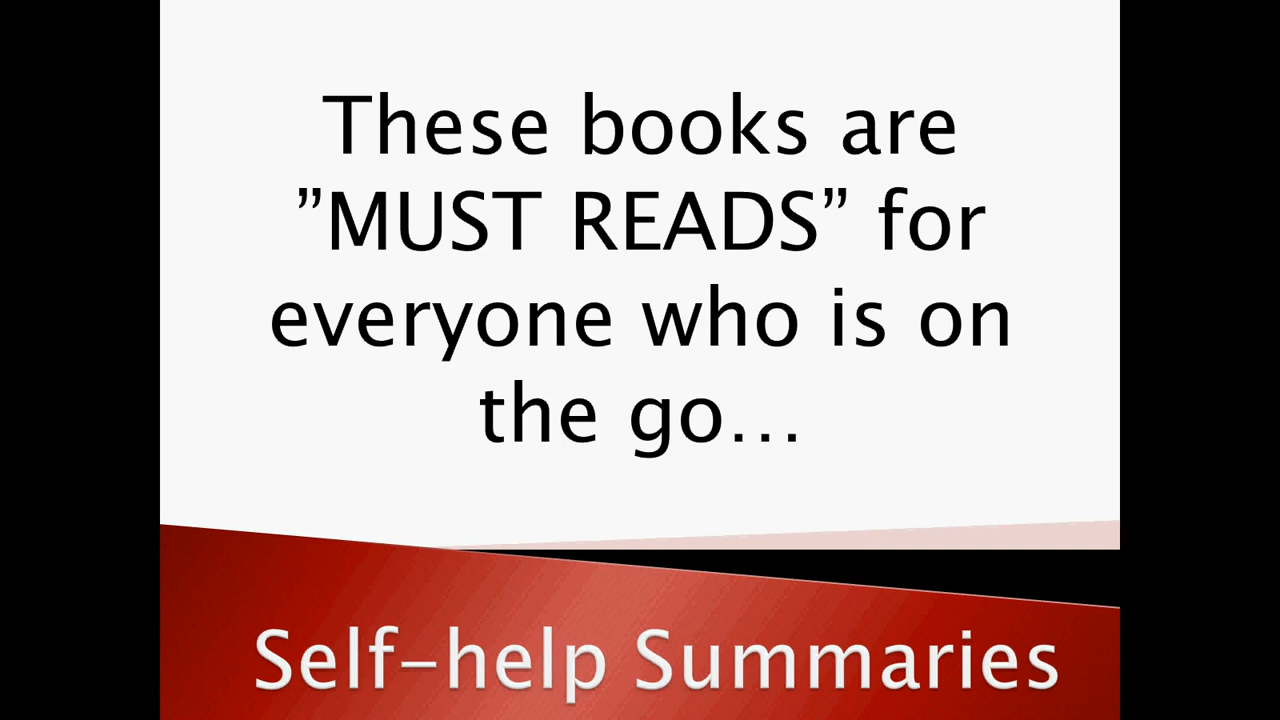 These books are
”MUST READS” for
everyone who is on
the go…
Self-help Summaries